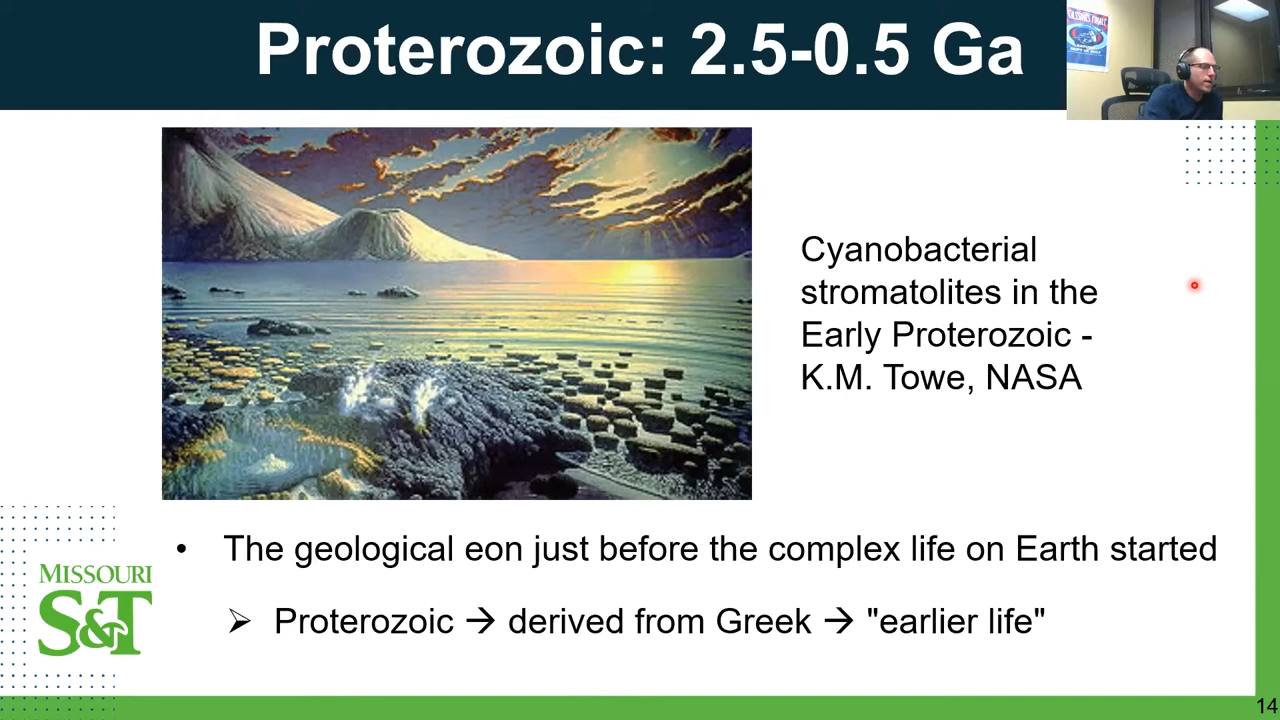 Proterozoic: 2.5-0.5 Ga
Cyanobacterial
stromatolites in the
Early Proterozoic -
K.M. Towe, NASA
• The geological eon just before the complex life on Earth started
➢ Proterozoic → derived from Greek → "earlier life"
MISSOURI
S&T
14